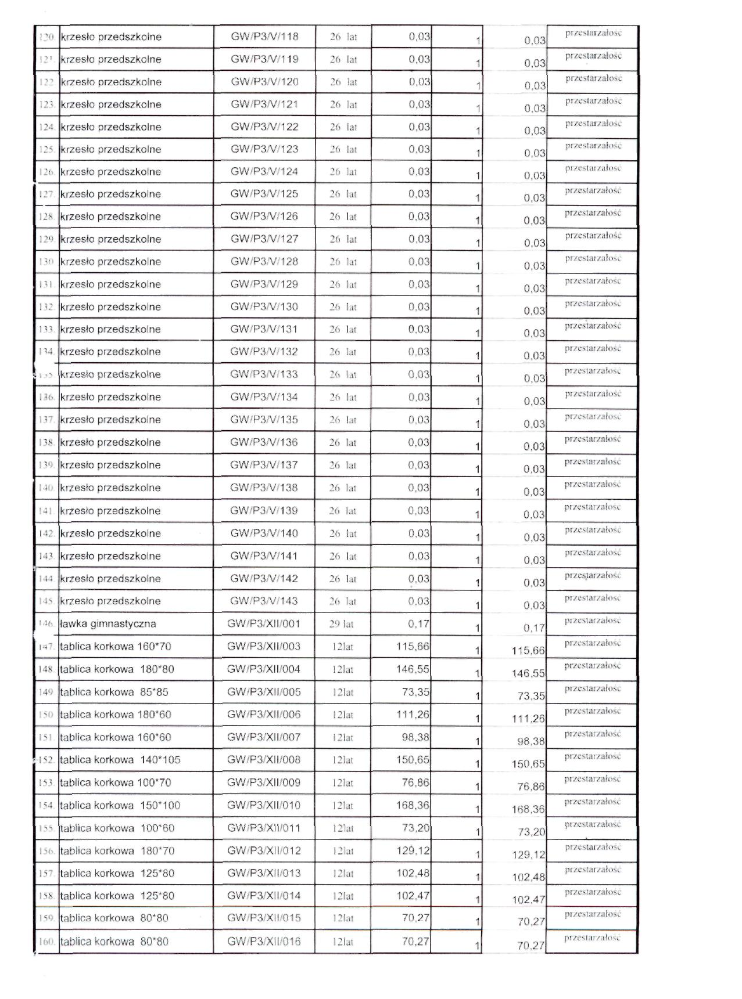 120. krzesło przedszkolne GW/P3/V/118 26 lat 0,03 1 0,03 przestarzałość
121. krzesło przedszkolne GW/P3/V/119 26 lat 0,03 1 0,03 przestarzałość
122 krzesło przedszkolne GW/P3/V/120 26 lat 0,03 1 0,03 przestarzałość
123. krzesło przedszkolne GW/P3/V/121 26 lat 0,03 1 0,03 przestarzałość
124. krzesło przedszkolne GW/P3/V/122 26 lat 0,03 1 0,03 przestarzałość
125. krzesło przedszkolne GW/P3/V/123 26 lat 0,03 1 0,03 przestarzałość
126. krzesło przedszkolne GW/P3/V/124 26 lat 0,03 1 0,03 przestarzałość
127. krzesło przedszkolne GW/P3/V/125 26 lat 0,03 1 0,03 przestarzałość
128. krzesło przedszkolne GW/P3/V/126 26 lat 0,03 1 0,03 przestarzałość
129. krzesło przedszkolne GW/P3/V/127 26 lat 0,03 1 0,03 przestarzałość
130 krzesło przedszkolne GW/P3/V/128 26 lat 0,03 1 0,03 przestarzałość
131. krzesło przedszkolne GW/P3/V/129 26 lat 0,03 1 0,03 przestarzałość
132. krzesło przedszkolne GW/P3/V/130 26 lat 0,03 1 0,03 przestarzałość
133. krzesło przedszkolne GW/P3/V/131 26 lat 0,03 1 0,03 przestarzałość
134. krzesło przedszkolne GW/P3/V/132 26 lat 0,03 1 0,03 przestarzałość
krzesło przedszkolne GW/P3/V/133 26 lat 0,03 1 0,03 przestarzałość
136. krzesło przedszkolne GW/P3/V/134 26 lat 0,03 1 0,03 przestarzałość
137. krzesło przedszkolne GW/P3/V/135 26 lat 0,03 1 0,03 przestarzałość
138. krzesło przedszkolne GW/P3/V/136 26 lat 0,03 1 0,03 przestarzałość
139. krzesło przedszkolne GW/P3/V/137 26 lat 0,03 1 0,03 przestarzałość
140. krzesło przedszkolne GW/P3/V/138 26 lat 0,03 1 0,03 przestarzałość
141. krzesło przedszkolne GW/P3/V/139 26 lat 0,03 1 0,03 przestarzałość
142. krzesło przedszkolne GW/P3/V/140 26 lat 0,03 1 0,03 przestarzałość
143. krzesło przedszkolne GW/P3/V/141 26 lat 0,03 1 0,03 przestarzałość
144. krzesło przedszkolne GW/P3/V/142 26 lat 0,03 1 0,03 przestarzałość
145. krzesło przedszkolne GW/P3/V/143 26 lat 0,03 1 0,03 przestarzałość
146. ławka gimnastyczna GW/P3/XII/001 29 lat 0,17 1 0,17 przestarzałość
147. tablica korkowa 160*70 GW/P3/XII/003 12lat 115,66 1 115,66 przestarzałość
148. tablica korkowa 180*80 GW/P3/XII/004 12lat 146,55 1 146,55 przestarzałość
149 tablica korkowa 85*85 GW/P3/XII/005 12lat 73,35 1 73,35 przestarzałość
150 tablica korkowa 180*60 GW/P3/XII/006 12lat 111,26 1 111,26 przestarzałość
151. tablica korkowa 160*60 GW/P3/XII/007 12lat 98,38 1 98,38 przestarzałość
152. tablica korkowa 140*105 GW/P3/XII/008 12lat 150,65 1 150,65 przestarzałość
153. tablica korkowa 100*70 GW/P3/XII/009 12lat 76,86 1 76,86 przestarzałość
154. tablica korkowa 150*100 GW/P3/XII/010 12lat 168,36 1 168,36 przestarzałość
155. tablica korkowa 100*60 GW/P3/XII/011 12lat 73,20 1 73,20 przestarzałość
156. tablica korkowa 180*70 GW/P3/XII/012 12lat 129,12 1 129,12 przestarzałość
157. tablica korkowa 125*80 GW/P3/XII/013 12lat 102,48 1 102,48 przestarzałość
158. tablica korkowa 125*80 GW/P3/XII/014 12lat 102,47 1 102,47 przestarzałość
159. tablica korkowa 80*80 GW/P3/XII/015 12lat 70,27 1 70,27 przestarzałość
160. tablica korkowa 80*80 GW/P3/XII/016 12lat 70,27 1 70,27 przestarzałość